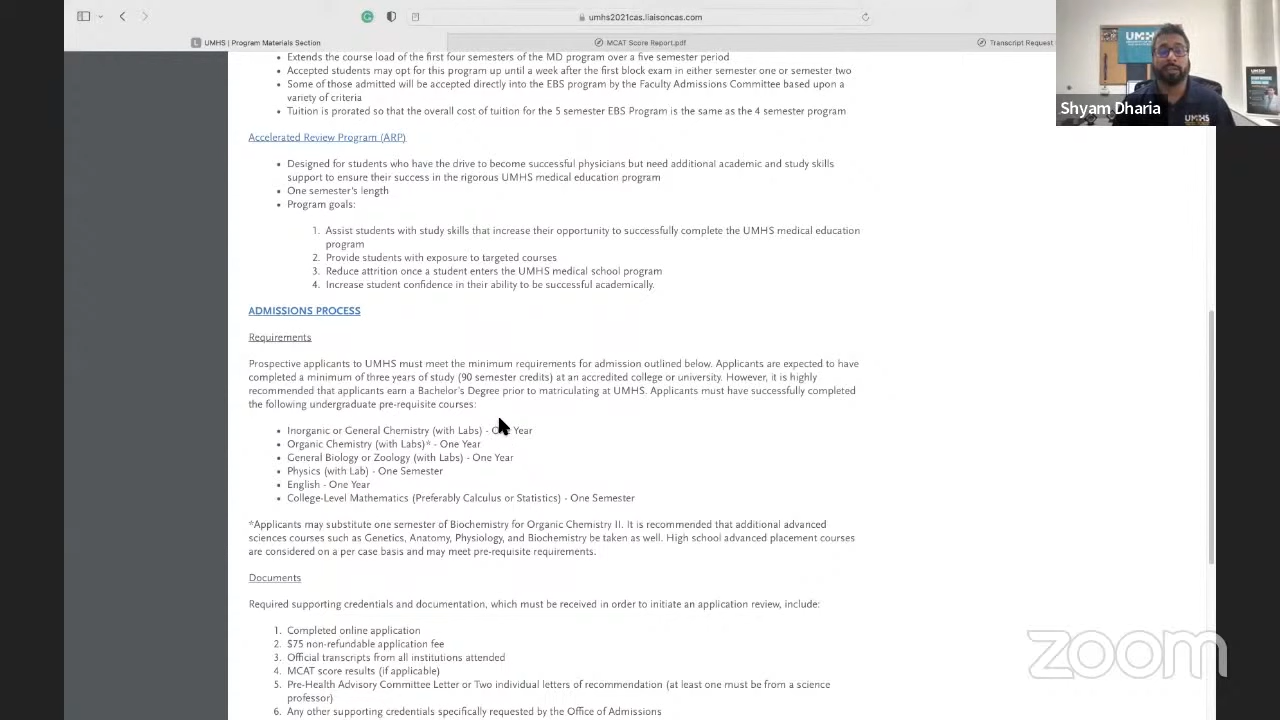 umhs2021cas.liaisoncas.com
UMHS | Program Materials Section
MCAT Score Report.pdf
Transcript Request
UMH
Shyam Dharia
UMHS
Extends the course load of the first four semesters of the MD program over a five semester period
Accepted students may opt for this program up until a week after the first block exam in either semester one or semester two
Some of those admitted will be accepted directly into the EBS program by the Faculty Admissions Committee based upon a
variety of criteria
Tuition is prorated so that the overall cost of tuition for the 5 semester EBS Program is the same as the 4 semester program
Accelerated Review Program (ARP)
Designed for students who have the drive to become successful physicians but need additional academic and study skills
support to ensure their success in the rigorous UMHS medical education program
One semester's length
Program goals:
1. Assist students with study skills that increase their opportunity to successfully complete the UMHS medical education
program
2. Provide students with exposure to targeted courses
3. Reduce attrition once a student enters the UMHS medical school program
4. Increase student confidence in their ability to be successful academically.
ADMISSIONS PROCESS
Requirements
Prospective applicants to UMHS must meet the minimum requirements for admission outlined below. Applicants are expected to have
completed a minimum of three years of study (90 semester credits) at an accredited college or university. However, it is highly
recommended that applicants earn a Bachelor's Degree prior to matriculating at UMHS. Applicants must have successfully completed
the following undergraduate pre-requisite courses:
Inorganic or General Chemistry (with Labs) - One Year
Organic Chemistry (with Labs)* - One Year
General Biology or Zoology (with Labs) - One Year
Physics (with Lab) - One Semester
English - One Year
College-Level Mathematics (Preferably Calculus or Statistics) - One Semester
*Applicants may substitute one semester of Biochemistry for Organic Chemistry II. It is recommended that additional advanced
sciences courses such as Genetics, Anatomy, Physiology, and Biochemistry be taken as well. High school advanced placement courses
are considered on a per case basis and may meet pre-requisite requirements.
Documents
Required supporting credentials and documentation, which must be received in order to initiate an application review, include:
1. Completed online application
2. $75 non-refundable application fee
3. Official transcripts from all institutions attended
4. MCAT score results (if applicable)
5. Pre-Health Advisory Committee Letter or Two individual letters of recommendation (at least one must be from a science
professor)
6. Any other supporting credentials specifically requested by the Office of Admissions
zoom